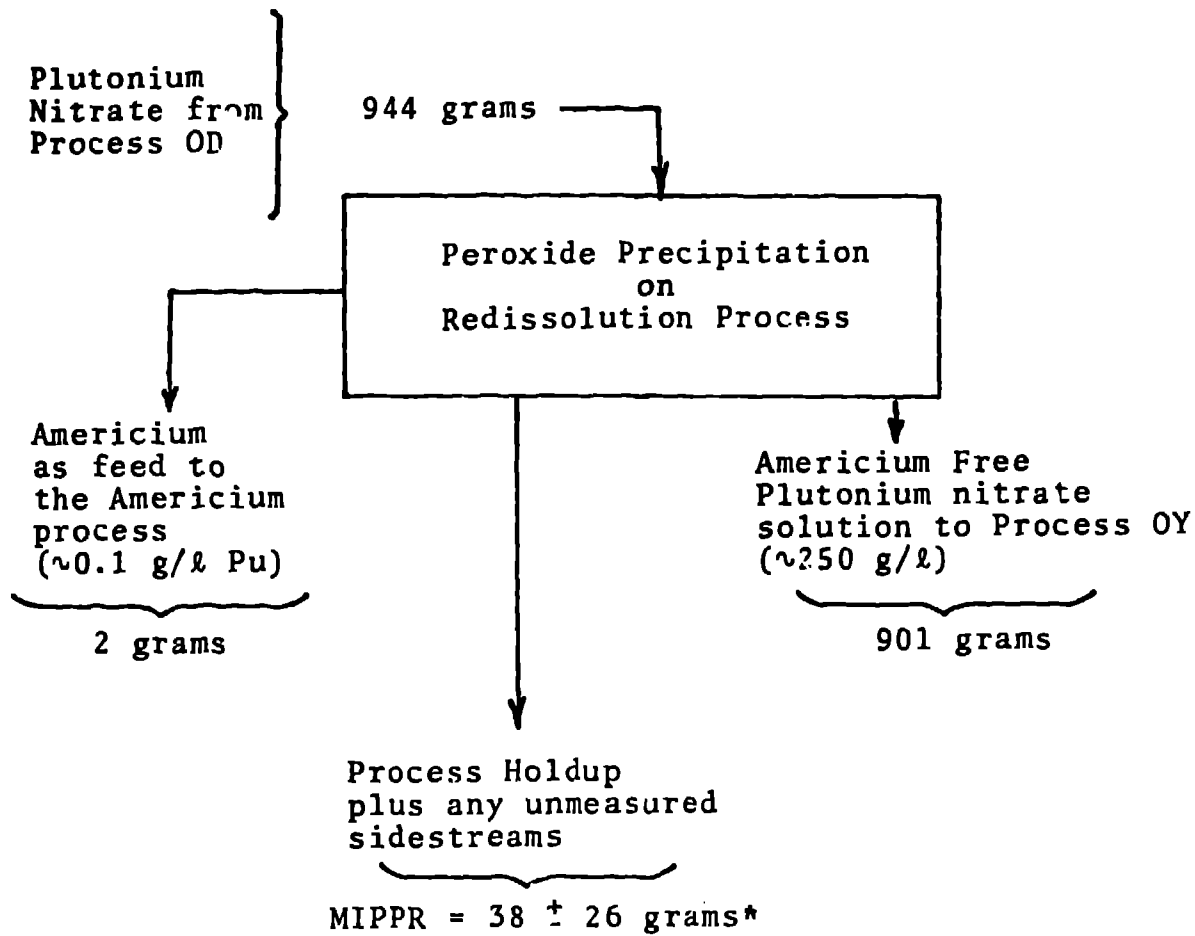 Plutonium
Nitrate from
Process OD
944 grams
Peroxide Precipitation
on
Redissolution Process
Americium
as feed to
the Americium
process
(~0.1 g/ℓ Pu)
2 grams
Americium Free
Plutonium nitrate
solution to Process OY
(~250 g/ℓ)
901 grams
Process Holdup
plus any unmeasured
sidestreams
MIPPR = 38 ± 26 grams*